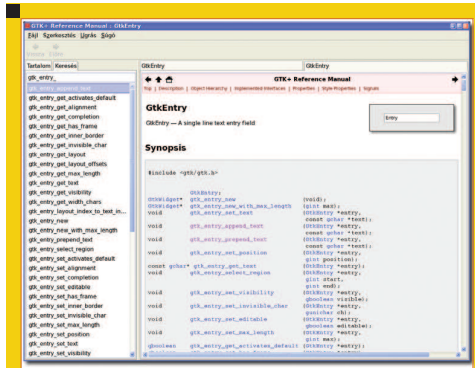 GTK+ Reference Manual : GtkEntry
Fájl Szerkesztés Ugrás Súgó
Tartalom Keresés
GtkEntry
GtkEntry
gtk_entry_
GTK+ Reference Manual
Top | Description | Object Hierarchy | Implemented Interfaces | Properties | Style Properties | Signals
gtk_entry_append_text
gtk_entry_get_activates_default
gtk_entry_get_alignment
gtk_entry_get_completion
gtk_entry_get_has_frame
gtk_entry_get_inner_border
gtk_entry_get_invisible_char
gtk_entry_get_layout
gtk_entry_get_layout_offsets
gtk_entry_get_max_length
gtk_entry_get_text
gtk_entry_get_visibility
gtk_entry_get_width_chars
gtk_entry_layout_index_to_text_in...
gtk_entry_new
gtk_entry_new_with_max_length
gtk_entry_prepend_text
gtk_entry_select_region
gtk_entry_set_activates_default
gtk_entry_set_alignment
gtk_entry_set_completion
gtk_entry_set_editable
gtk_entry_set_has_frame
gtk_entry_set_inner_border
gtk_entry_set_invisible_char
gtk_entry_set_max_length
gtk_entry_set_position
gtk_entry_set_text
gtk_entry_set_visibility
GtkEntry
Entry
GtkEntry — A single line text entry field
Synopsis
#include <gtk/gtk.h>
GtkEntry;
GtkWidget* gtk_entry_new (void);
GtkWidget* gtk_entry_new_with_max_length (gint max);
void gtk_entry_set_text (GtkEntry *entry,
const gchar *text);
void gtk_entry_append_text (GtkEntry *entry,
const gchar *text);
void gtk_entry_prepend_text (GtkEntry *entry,
const gchar *text);
void gtk_entry_set_position (GtkEntry *entry,
gint position);
const gchar* gtk_entry_get_text (GtkEntry *entry);
void gtk_entry_select_region (GtkEntry *entry,
gint start,
gint end);
void gtk_entry_set_visibility (GtkEntry *entry,
gboolean visible);
void gtk_entry_set_invisible_char (GtkEntry *entry,
gunichar ch);
void gtk_entry_set_editable (GtkEntry *entry,
gboolean editable);
void gtk_entry_set_max_length (GtkEntry *entry,
gint max);
gboolean gtk_entry_get_activates_default (GtkEntry *entry);